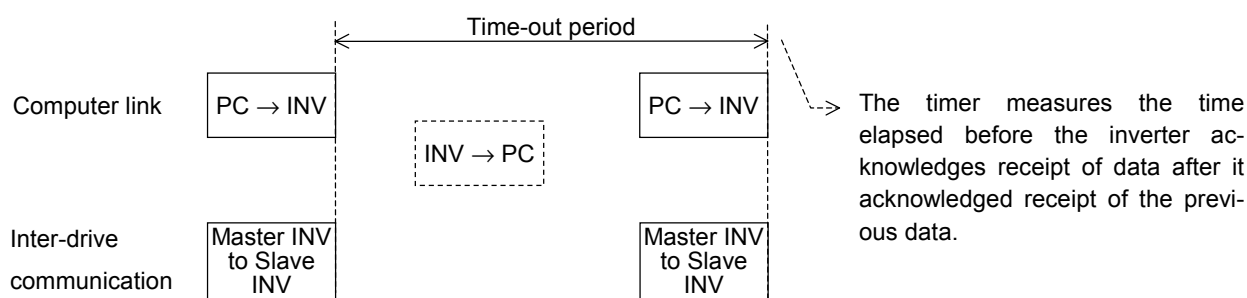 Time-out period
Computer link
PC → INV
PC → INV
INV → PC
The timer measures the time
elapsed before the inverter ac-
knowledges receipt of data after it
acknowledged receipt of the previ-
ous data.
Inter-drive
communication
Master INV
to Slave
INV
Master INV
to Slave
INV